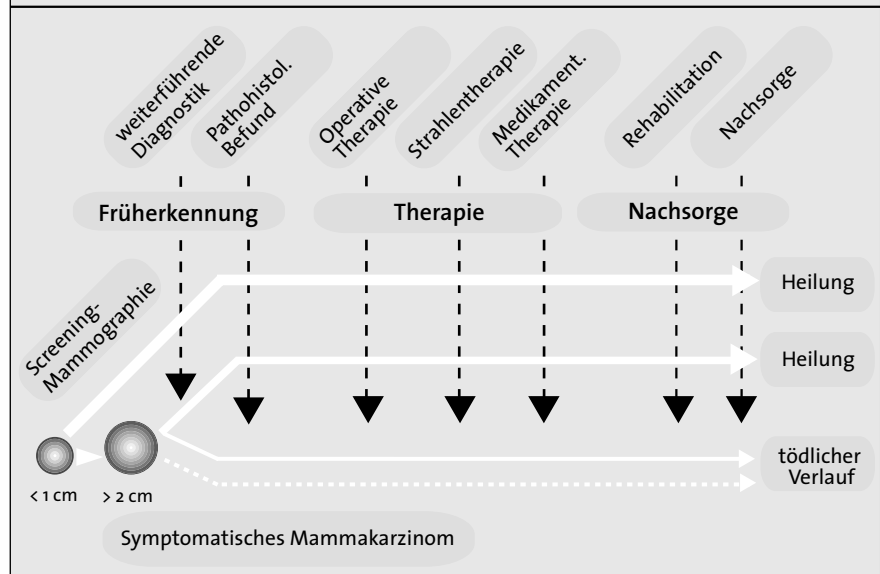 weiterführende
Diagnostik
Pathohistol.
Befund
Operative
Therapie
Strahlentherapie
Medikament.
Therapie
Rehabilitation
Nachsorge
Früherkennung
Therapie
Nachsorge
Screening-
Mammographie
Heilung
Heilung
tödlicher
Verlauf
< 1 cm
> 2 cm
Symptomatisches Mammakarzinom